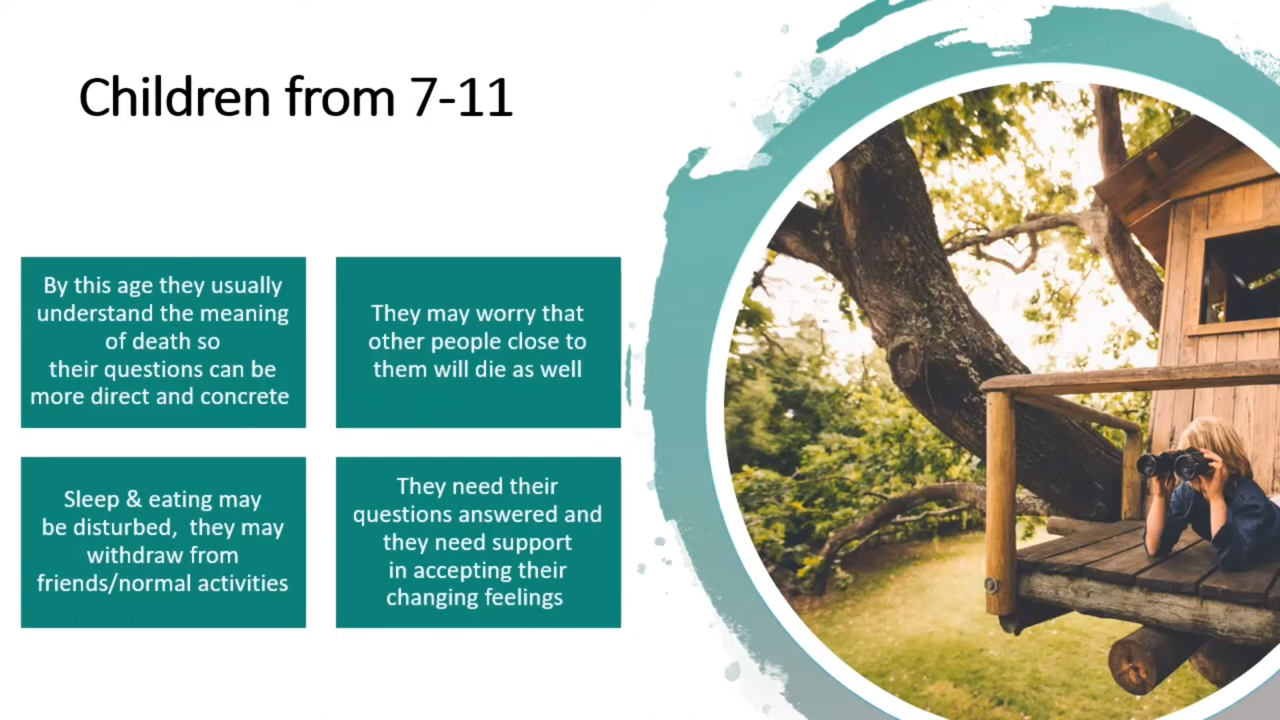 Children from 7-11
By this age they usually
understand the meaning
of death so
their questions can be
more direct and concrete
They may worry that
other people close to
them will die as well
Sleep & eating may
be disturbed,  they may
withdraw from
friends/normal activities
They need their
questions answered and
they need support
in accepting their
changing feelings